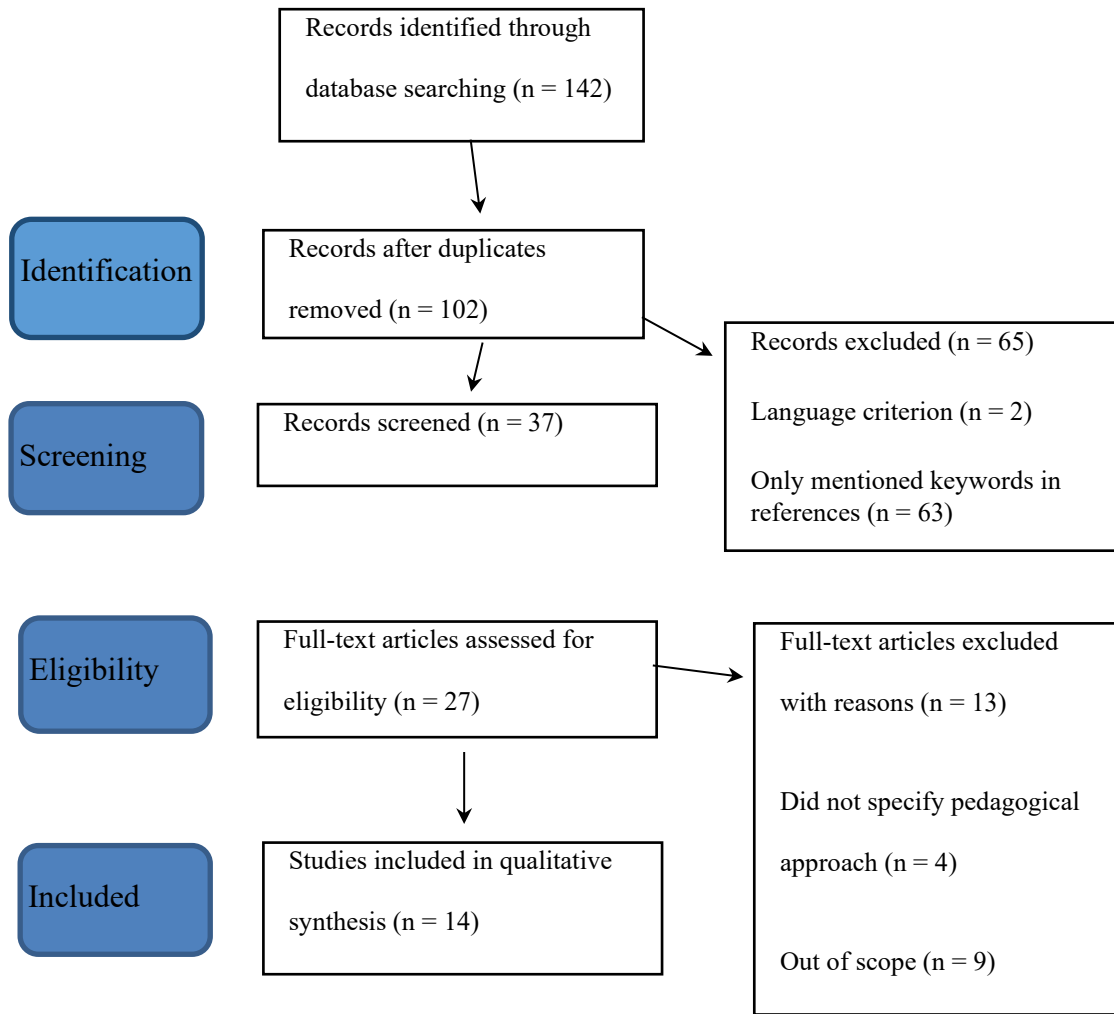 Records identified through
database searching (n = 142)
Identification
Records after duplicates
removed (n = 102)
Records excluded (n = 65)
Language criterion (n = 2)
Only mentioned keywords in
references (n = 63)
Screening
Records screened (n = 37)
Eligibility
Full-text articles assessed for
eligibility (n = 27)
Full-text articles excluded
with reasons (n = 13)
Did not specify pedagogical
approach (n = 4)
Out of scope (n = 9)
Included
Studies included in qualitative
synthesis (n = 14)